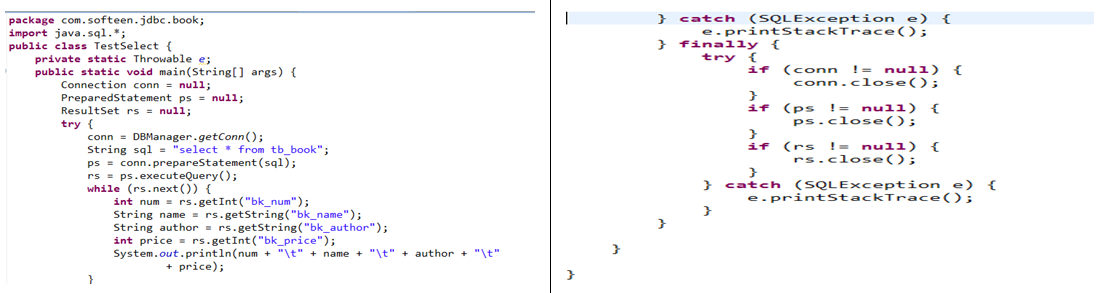 package com.softeen.jdbc.book;
import java.sql.*;
public class TestSelect {
    private static Throwable e;
    public static void main(String[] args) {
        Connection conn = null;
        PreparedStatement ps = null;
        ResultSet rs = null;
        try {
            conn = DBManager.getConn();
            String sql = "select * from tb_book";
            ps = conn.prepareStatement(sql);
            rs = ps.executeQuery();
            while (rs.next()) {
                int num = rs.getInt("bk_num");
                String name = rs.getString("bk_name");
                String author = rs.getString("bk_author");
                int price = rs.getInt("bk_price");
                System.out.println(num + "\t" + name + "\t" + author + "\t"
                        + price);
            }
        } catch (SQLException e) {
            e.printStackTrace();
        } finally {
            try {
                if (conn != null) {
                    conn.close();
                }
                if (ps != null) {
                    ps.close();
                }
                if (rs != null) {
                    rs.close();
                }
            } catch (SQLException e) {
                e.printStackTrace();
            }
        }
    }
}